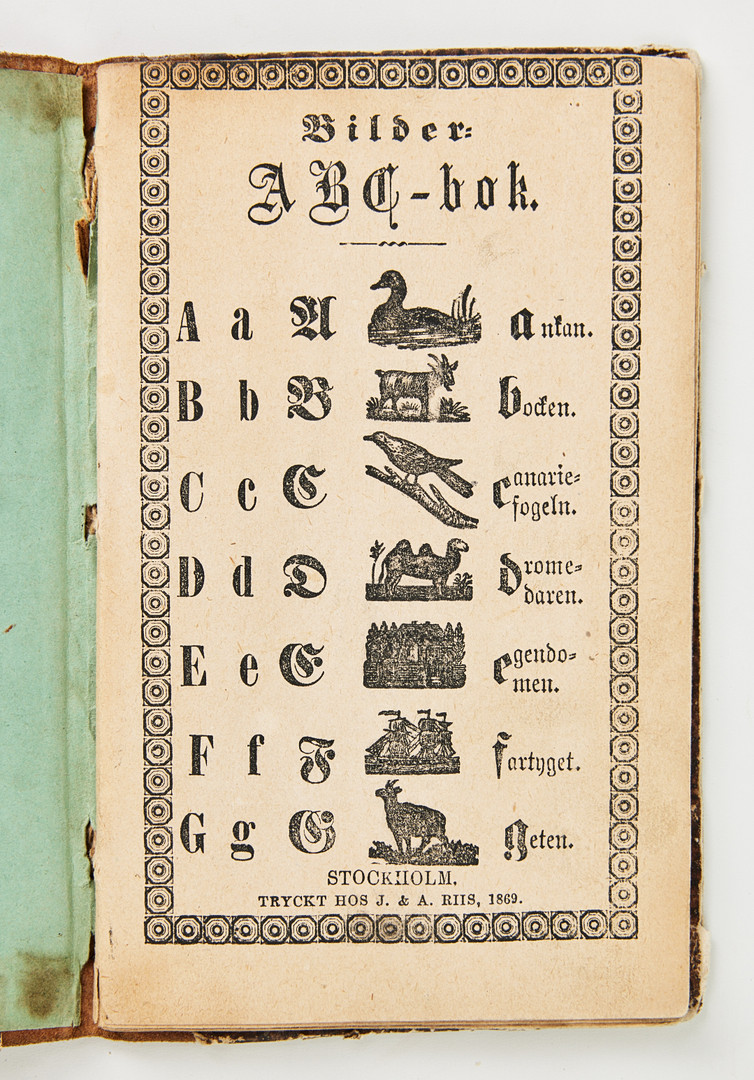 Bilder=
ABC-bok.
A a A ankan.
B b B bocken.
C c C canarie=
fogeln.
D d D drome=
daren.
E e E egendo=
men.
F f F fartyget.
G g G geten.
STOCKHOLM,
TRYCKT HOS J. & A. RIIS, 1869.